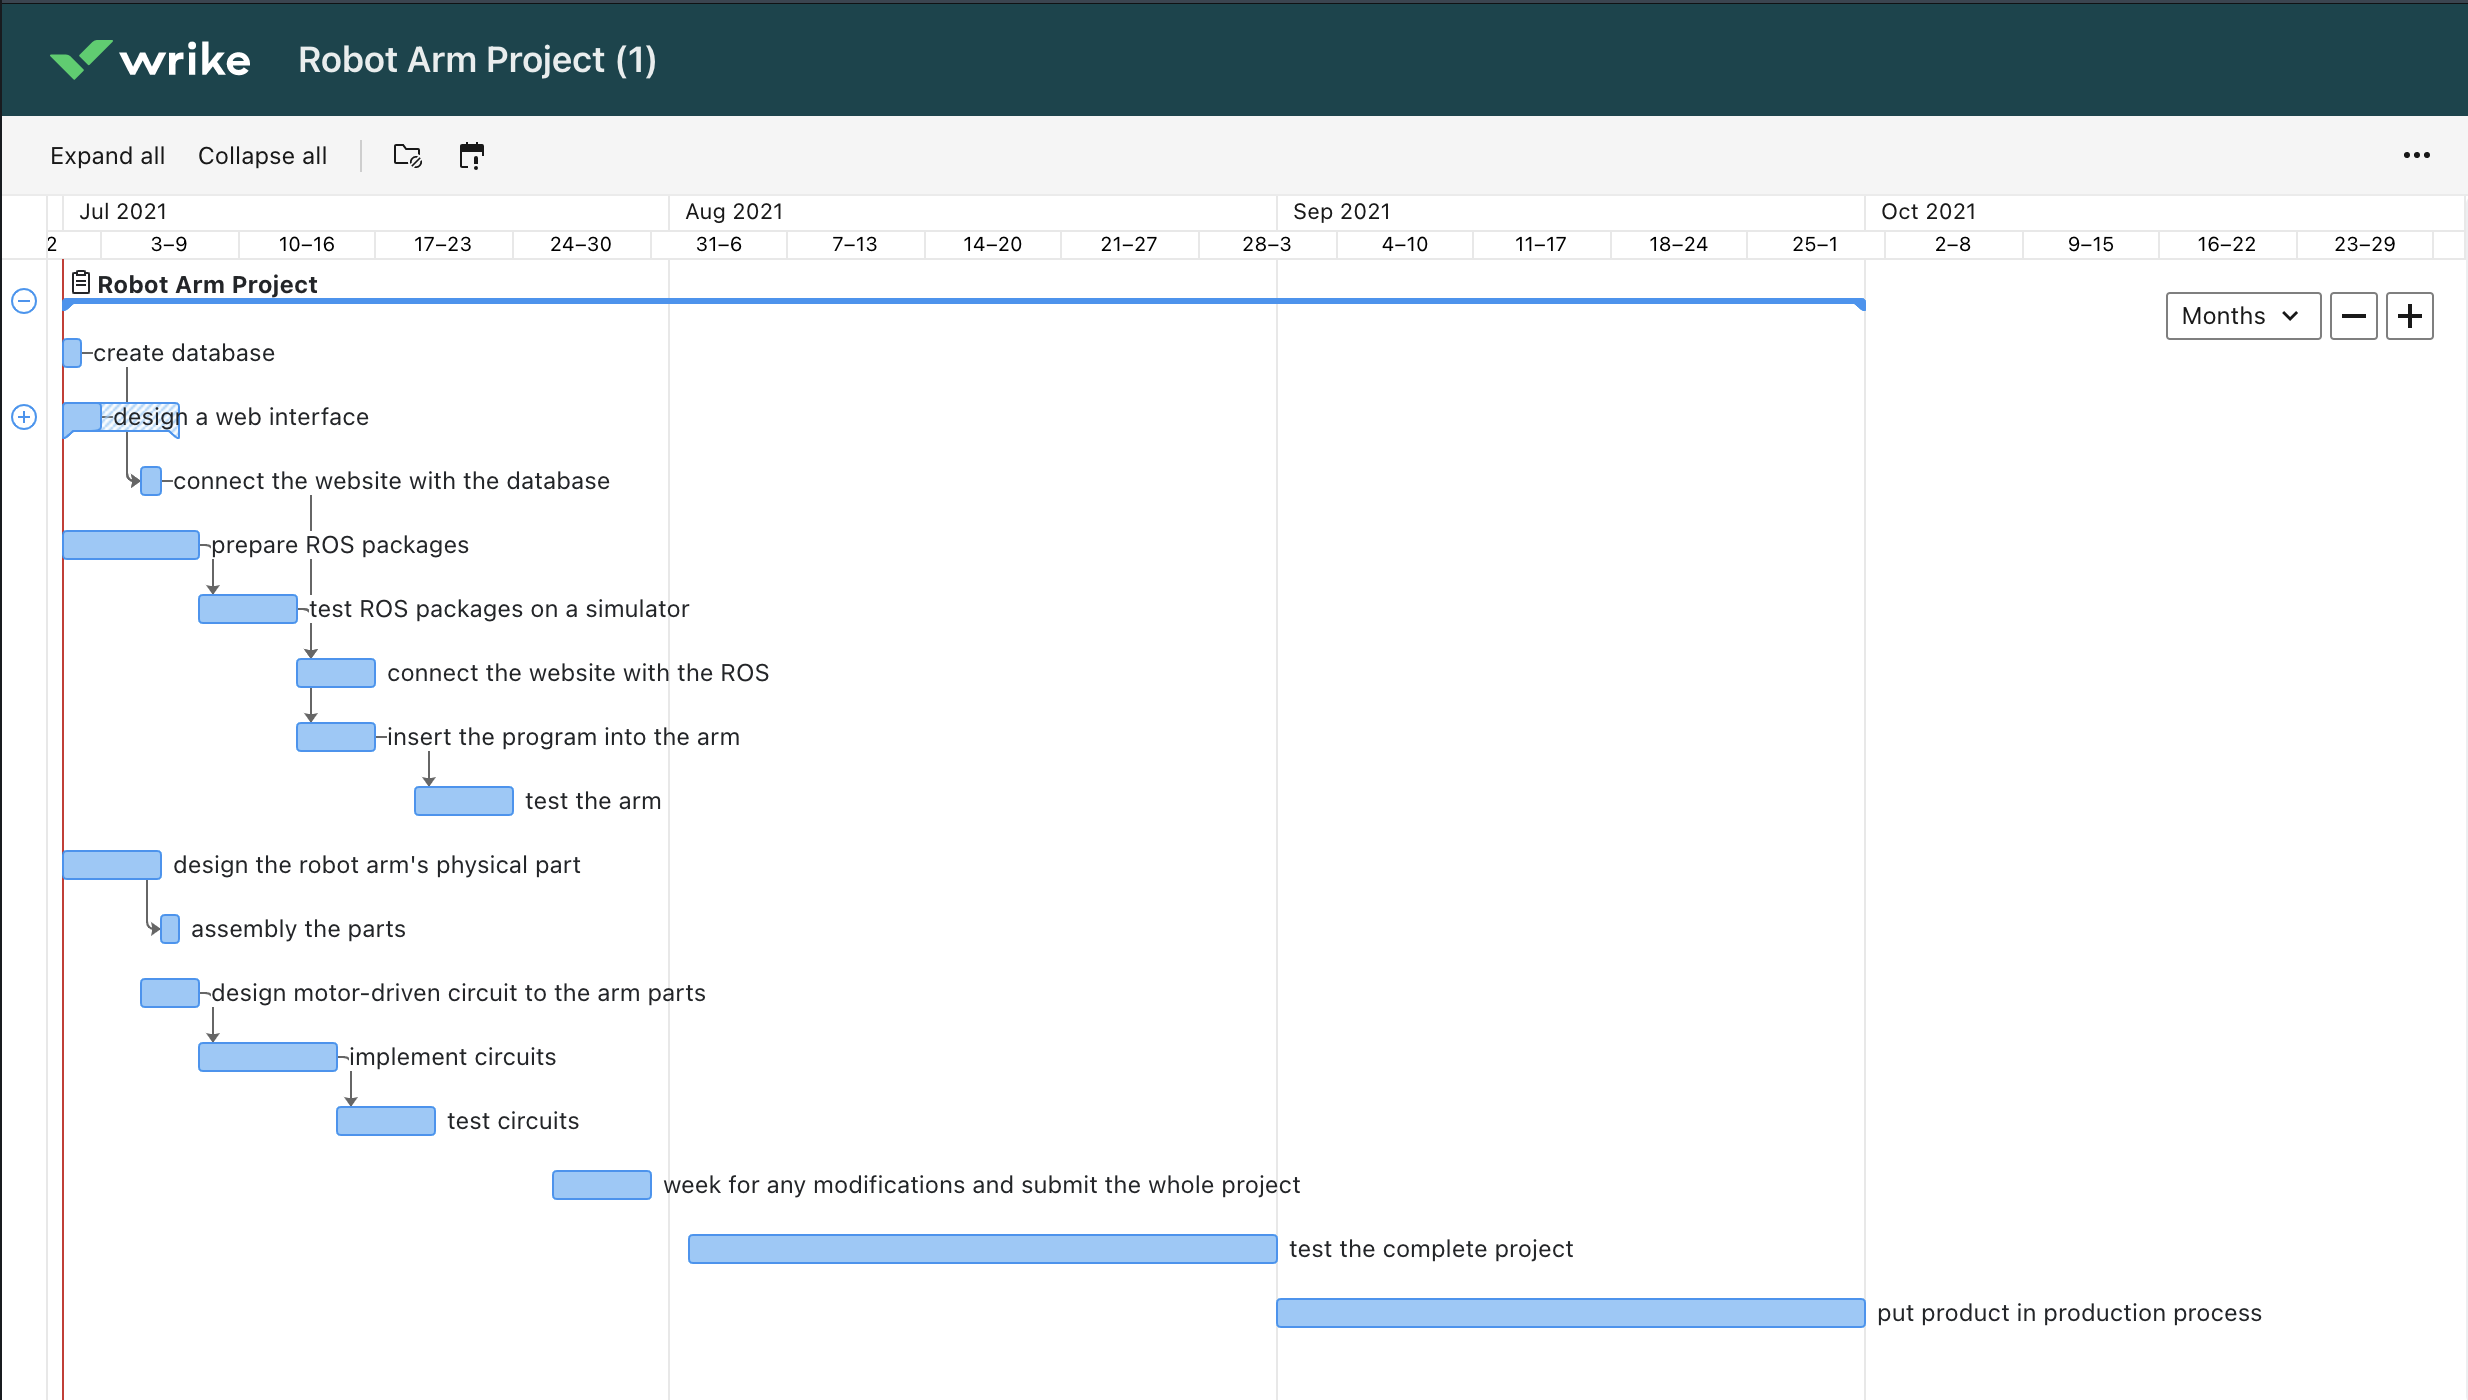 wrike Robot Arm Project (1)
Expand all Collapse all
Jul 2021 Aug 2021 Sep 2021 Oct 2021
2 3–9 10–16 17–23 24–30 31–6 7–13 14–20 21–27 28–3 4–10 11–17 18–24 25–1 2–8 9–15 16–22 23–29
Robot Arm Project
Months
create database
design a web interface
connect the website with the database
prepare ROS packages
test ROS packages on a simulator
connect the website with the ROS
insert the program into the arm
test the arm
design the robot arm's physical part
assembly the parts
design motor-driven circuit to the arm parts
implement circuits
test circuits
week for any modifications and submit the whole project
test the complete project
put product in production process